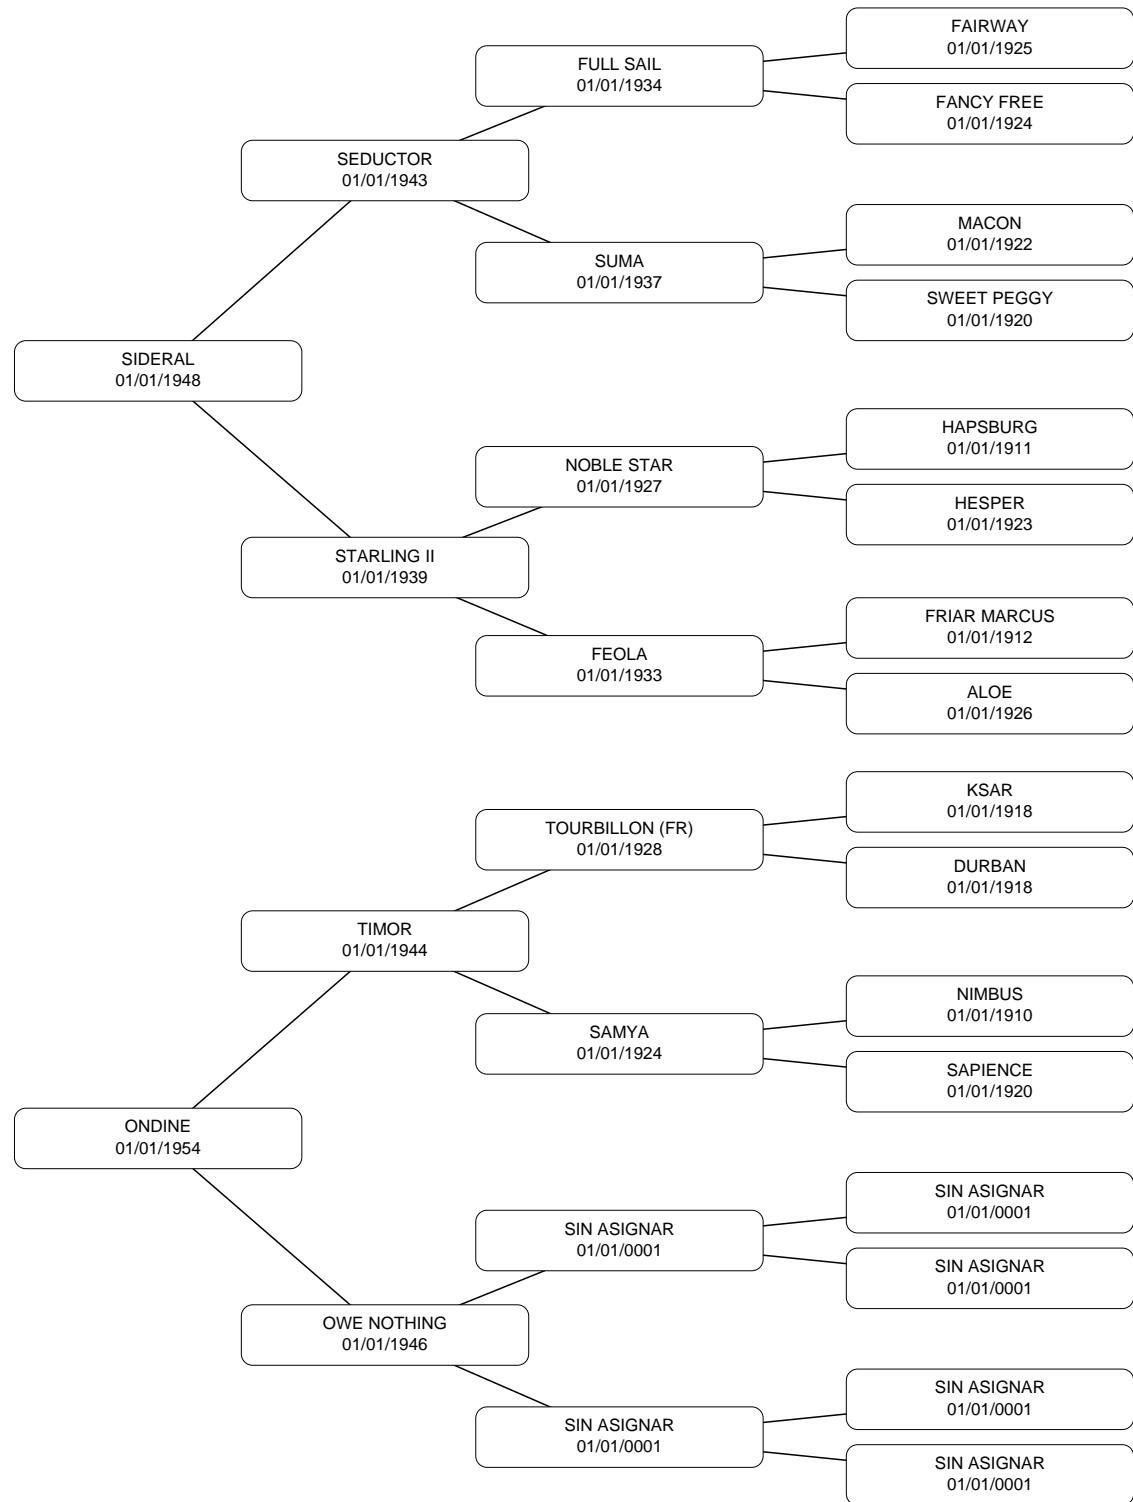 FAIRWAY
01/01/1925
FULL SAIL
01/01/1934
FANCY FREE
01/01/1924
SEDUCTOR
01/01/1943
MACON
01/01/1922
SUMA
01/01/1937
SWEET PEGGY
01/01/1920
SIDERAL
01/01/1948
HAPSBURG
01/01/1911
NOBLE STAR
01/01/1927
HESPER
01/01/1923
STARLING II
01/01/1939
FRIAR MARCUS
01/01/1912
FEOLA
01/01/1933
ALOE
01/01/1926
KSAR
01/01/1918
TOURBILLON (FR)
01/01/1928
DURBAN
01/01/1918
TIMOR
01/01/1944
NIMBUS
01/01/1910
SAMYA
01/01/1924
SAPIENCE
01/01/1920
ONDINE
01/01/1954
SIN ASIGNAR
01/01/0001
SIN ASIGNAR
01/01/0001
SIN ASIGNAR
01/01/0001
OWE NOTHING
01/01/1946
SIN ASIGNAR
01/01/0001
SIN ASIGNAR
01/01/0001
SIN ASIGNAR
01/01/0001